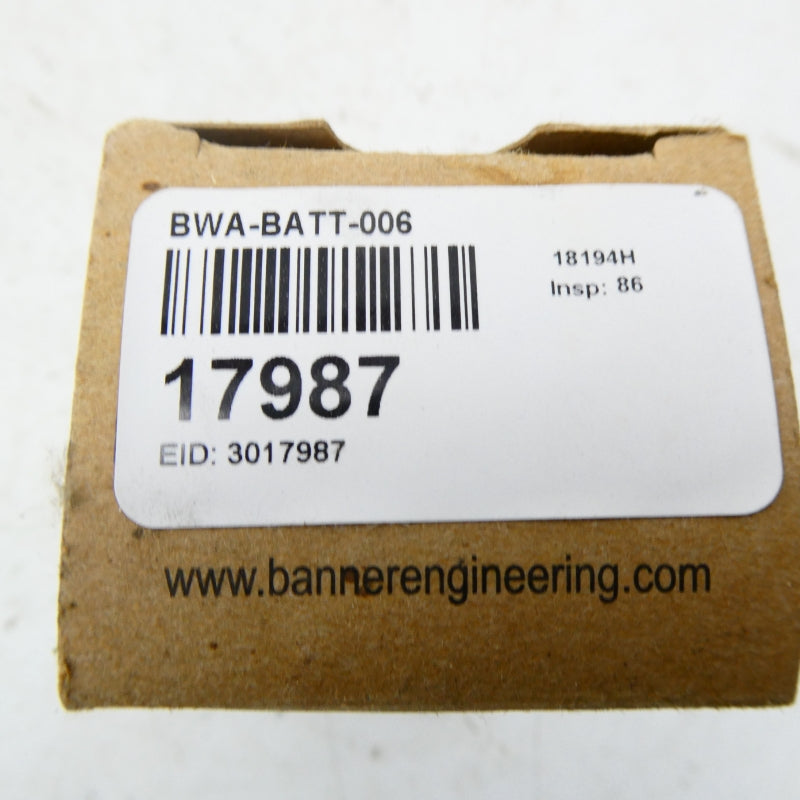 BWA-BATT-006
18194H
Insp: 86
17987
EID: 3017987
www.bannerengineering.com